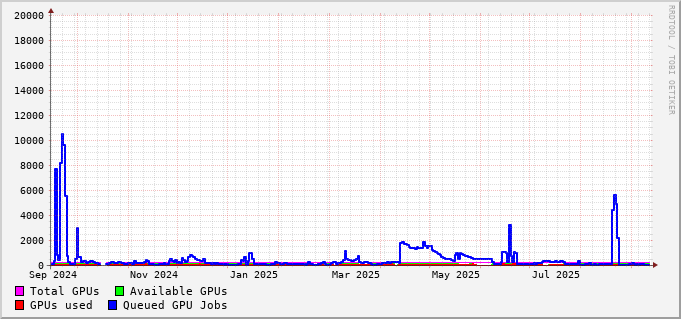 RRDTOOL / TOBI OETIKER
20000
18000
16000
14000
12000
10000
8000
6000
4000
2000
0
Sep 2024 Nov 2024 Jan 2025 Mar 2025 May 2025 Jul 2025
Total GPUs Available GPUs
GPUs used Queued GPU Jobs